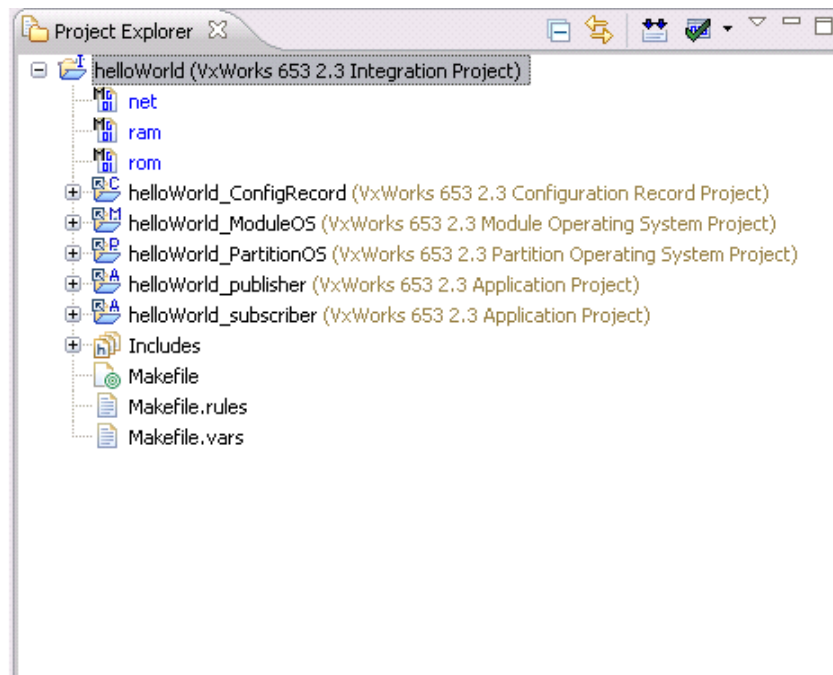 Project Explorer
helloWorld (VxWorks 653 2.3 Integration Project)
net
ram
rom
helloWorld_ConfigRecord (VxWorks 653 2.3 Configuration Record Project)
helloWorld_ModuleOS (VxWorks 653 2.3 Module Operating System Project)
helloWorld_PartitionOS (VxWorks 653 2.3 Partition Operating System Project)
helloWorld_publisher (VxWorks 653 2.3 Application Project)
helloWorld_subscriber (VxWorks 653 2.3 Application Project)
Includes
Makefile
Makefile.rules
Makefile.vars